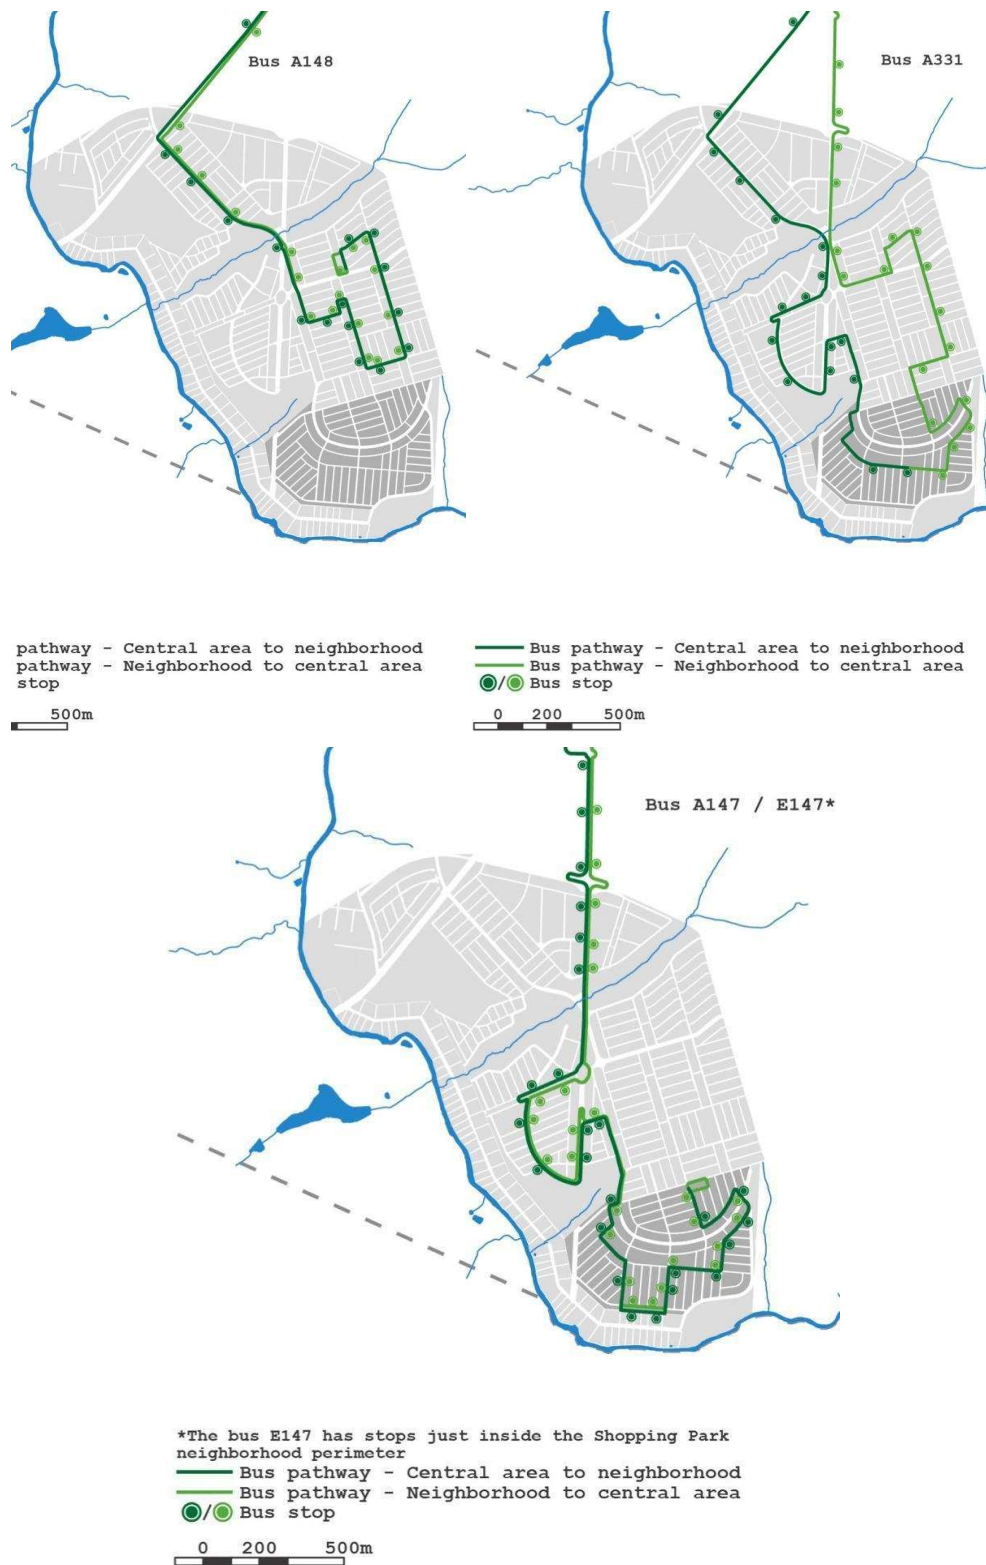 Bus A148
Bus A331
pathway - Central area to neighborhood
pathway - Neighborhood to central area
stop
500m
Bus pathway - Central area to neighborhood
Bus pathway - Neighborhood to central area
/ Bus stop
0 200 500m
Bus A147 / E147*
*The bus E147 has stops just inside the Shopping Park
neighborhood perimeter
Bus pathway - Central area to neighborhood
Bus pathway - Neighborhood to central area
/ Bus stop
0 200 500m